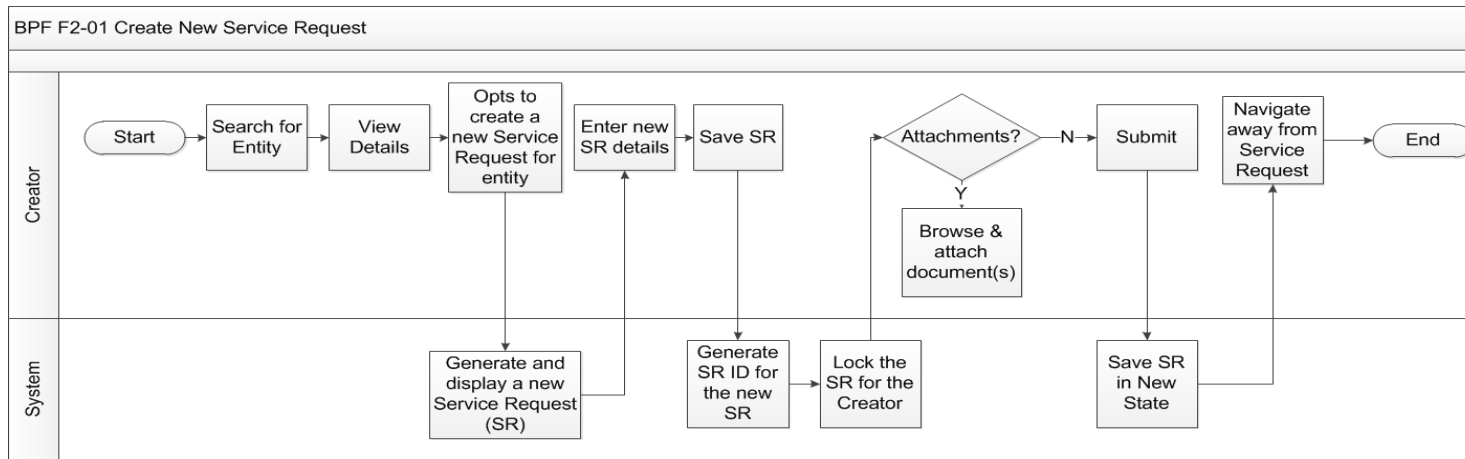 BPF F2-01 Create New Service Request
Creator
Start
Search for
Entity
View
Details
Opts to
create a
new Service
Request for
entity
Enter new
SR details
Save SR
Attachments?
N
Submit
Navigate
away from
Service
Request
End
Y
Browse &
attach
document(s)
System
Generate and
display a new
Service Request
(SR)
Generate
SR ID for
the new
SR
Lock the
SR for the
Creator
Save SR
in New
State